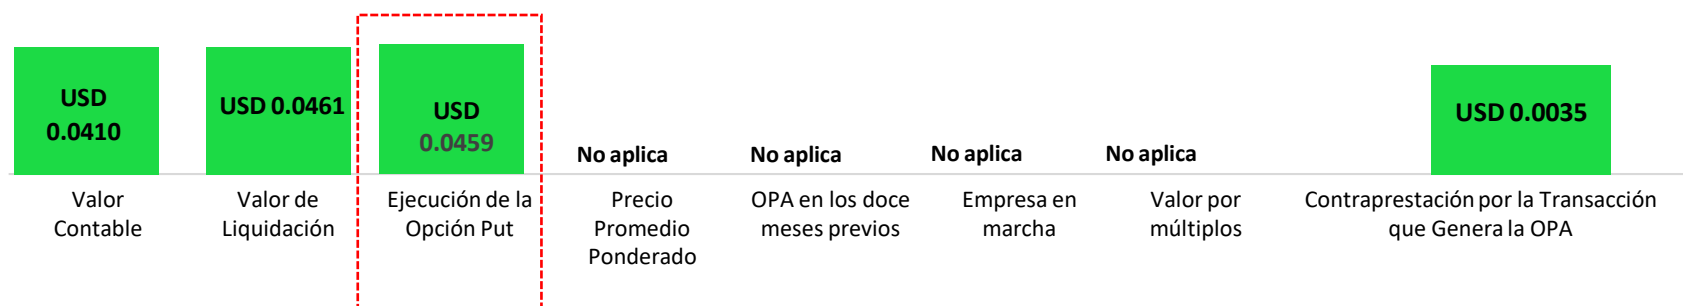 USD
0.0410
USD 0.0461
USD
0.0459
No aplica
No aplica
No aplica
No aplica
USD 0.0035
Valor
Contable
Valor de
Liquidación
Ejecución de la
Opción Put
Precio
Promedio
Ponderado
OPA en los doce
meses previos
Empresa en
marcha
Valor por
múltiplos
Contraprestación por la Transacción
que Genera la OPA